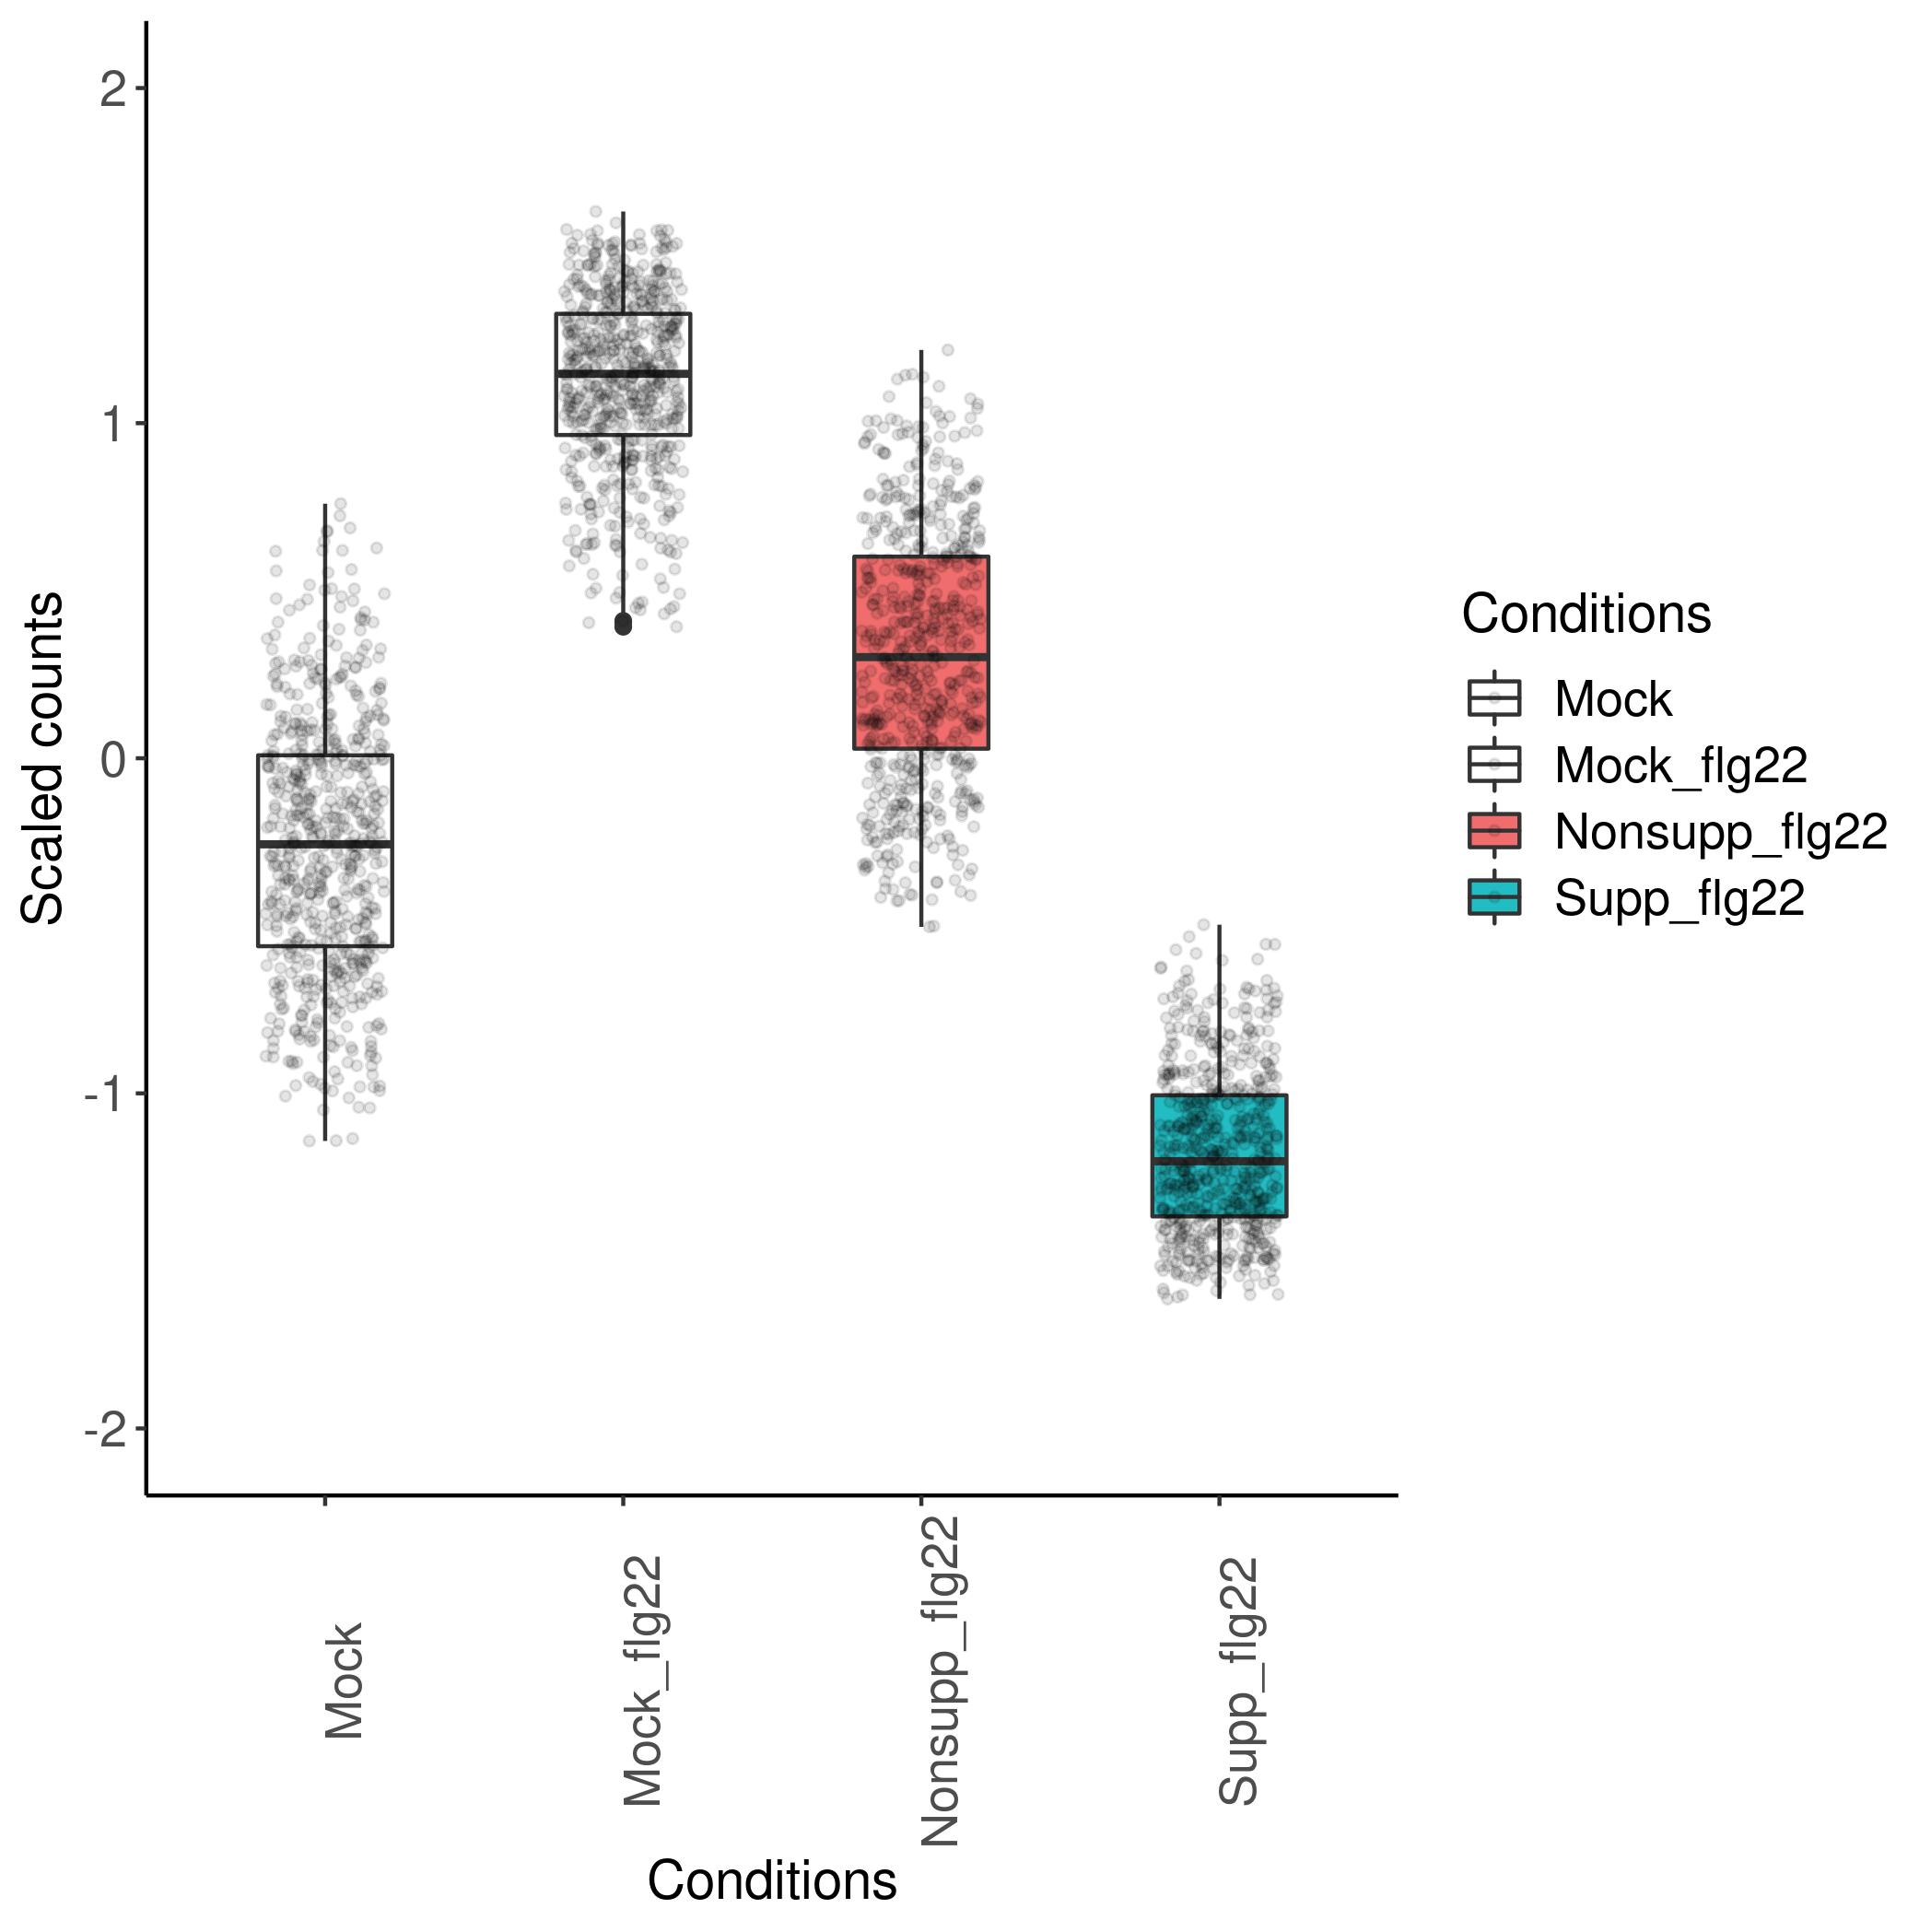 Scaled counts
2
1
0
-1
-2
Mock
Mock_flg22
Nonsupp_flg22
Supp_flg22
Conditions
Conditions
Mock
Mock_flg22
Nonsupp_flg22
Supp_flg22